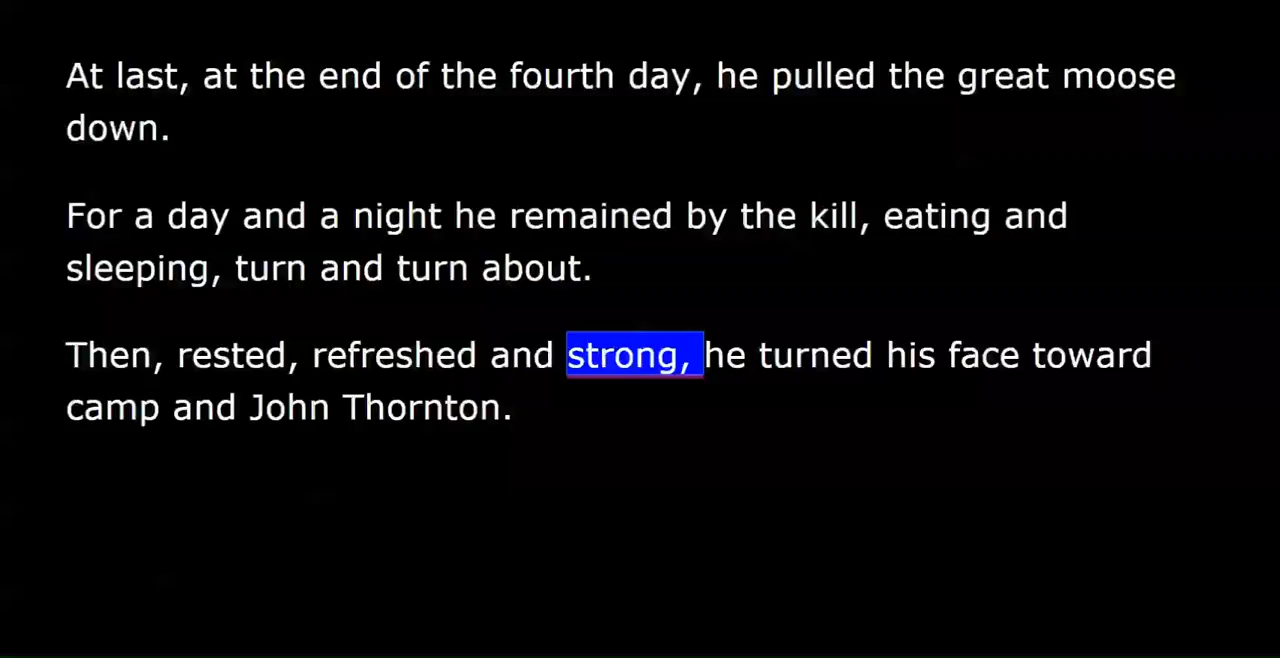 At last, at the end of the fourth day, he pulled the great moose
down.
For a day and a night he remained by the kill, eating and
sleeping, turn and turn about.
Then, rested, refreshed and strong, he turned his face toward
camp and John Thornton.